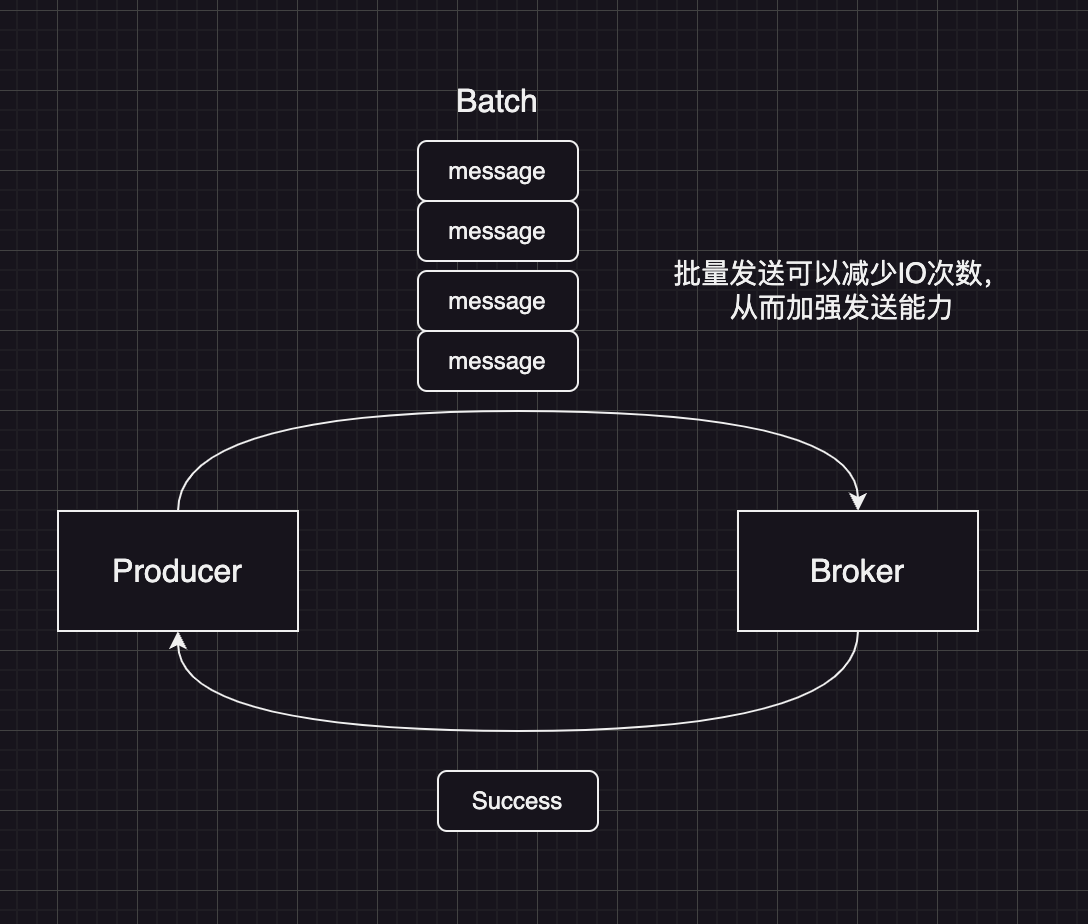 Batch
message
message
message
message
批量发送可以减少IO次数，
从而加强发送能力
Producer
Broker
Success